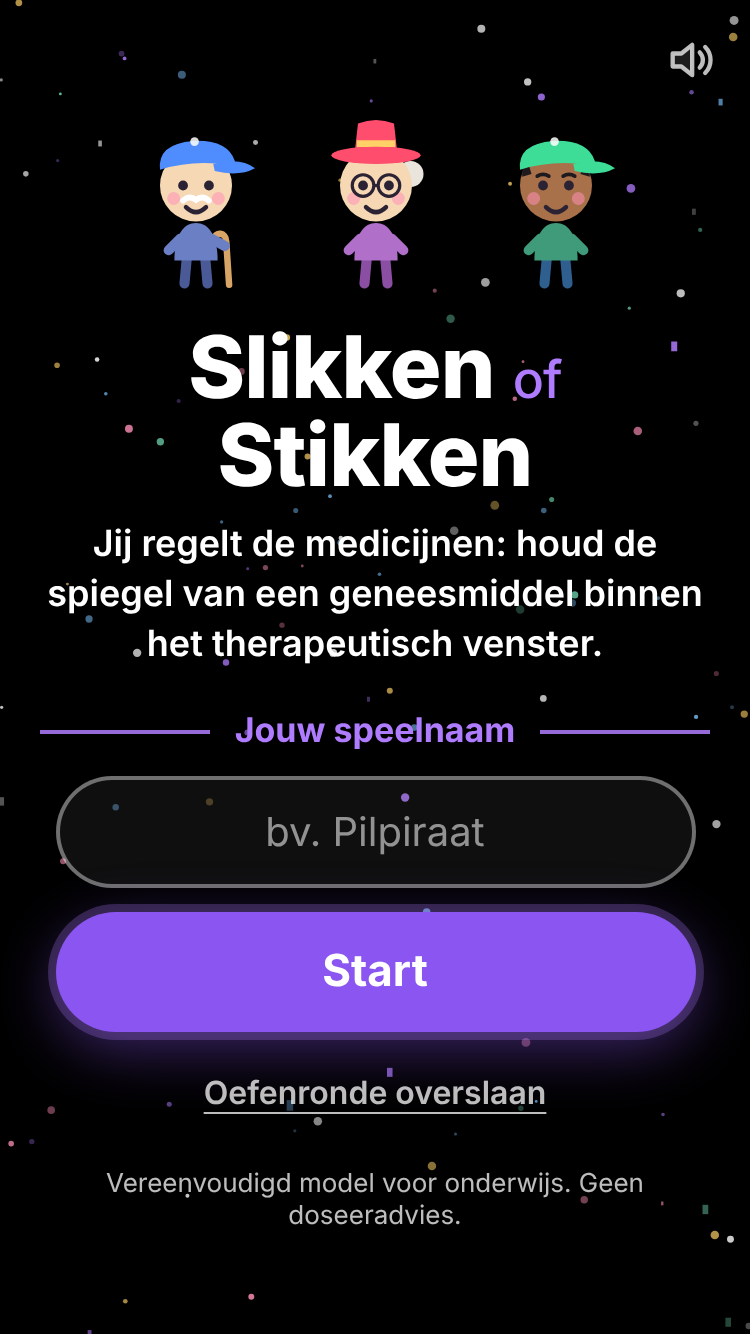 Slikken of
Stikken
Jij regelt de medicijnen: houd de
spiegel van een geneesmiddel binnen
het therapeutisch venster.
Jouw speelnaam
bv. Pilpiraat
Start
Oefenronde overslaan
Vereenvoudigd model voor onderwijs. Geen
doseeradvies.